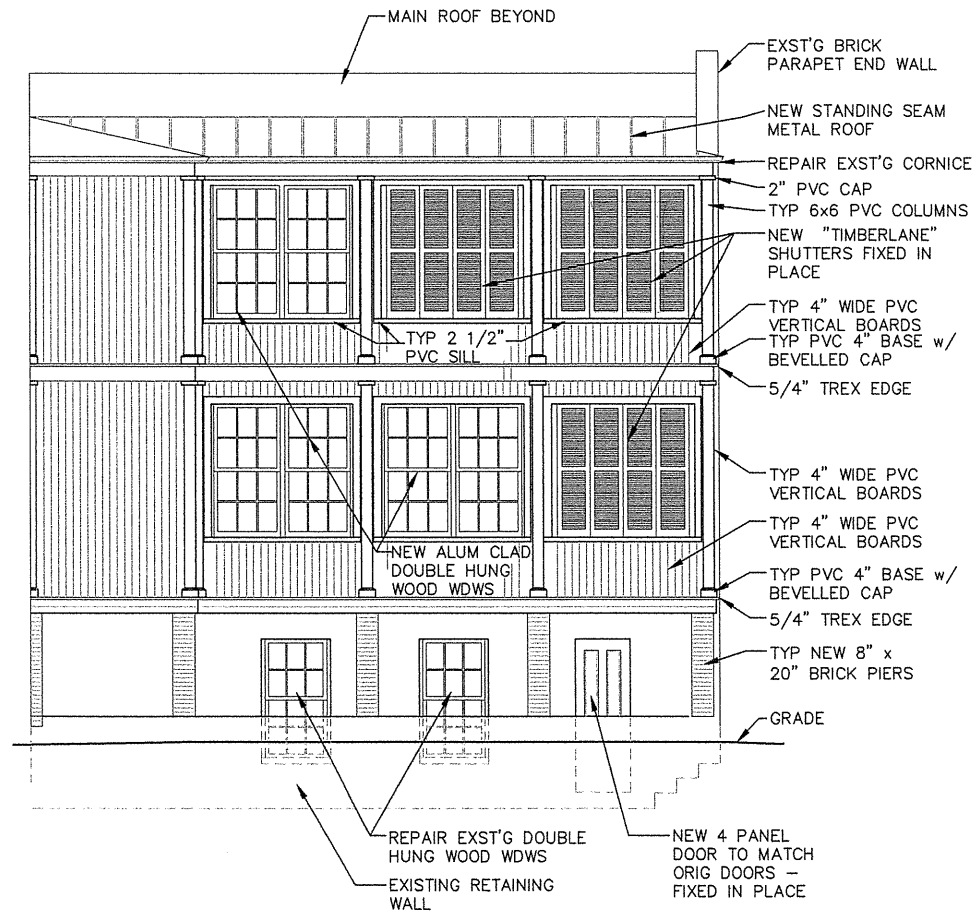 MAIN ROOF BEYOND
EXST'G BRICK
PARAPET END WALL
NEW STANDING SEAM
METAL ROOF
REPAIR EXST'G CORNICE
2" PVC CAP
TYP 6x6 PVC COLUMNS
NEW "TIMBERLANE"
SHUTTERS FIXED IN
PLACE
TYP 4" WIDE PVC
VERTICAL BOARDS
TYP 2 1/2"
PVC SILL
TYP PVC 4" BASE w/
BEVELLED CAP
5/4" TREX EDGE
TYP 4" WIDE PVC
VERTICAL BOARDS
TYP 4" WIDE PVC
VERTICAL BOARDS
NEW ALUM CLAD
DOUBLE HUNG
WOOD WDWS
TYP PVC 4" BASE w/
BEVELLED CAP
5/4" TREX EDGE
TYP NEW 8" x
20" BRICK PIERS
GRADE
REPAIR EXST'G DOUBLE
HUNG WOOD WDWS
EXISTING RETAINING
WALL
NEW 4 PANEL
DOOR TO MATCH
ORIG DOORS –
FIXED IN PLACE